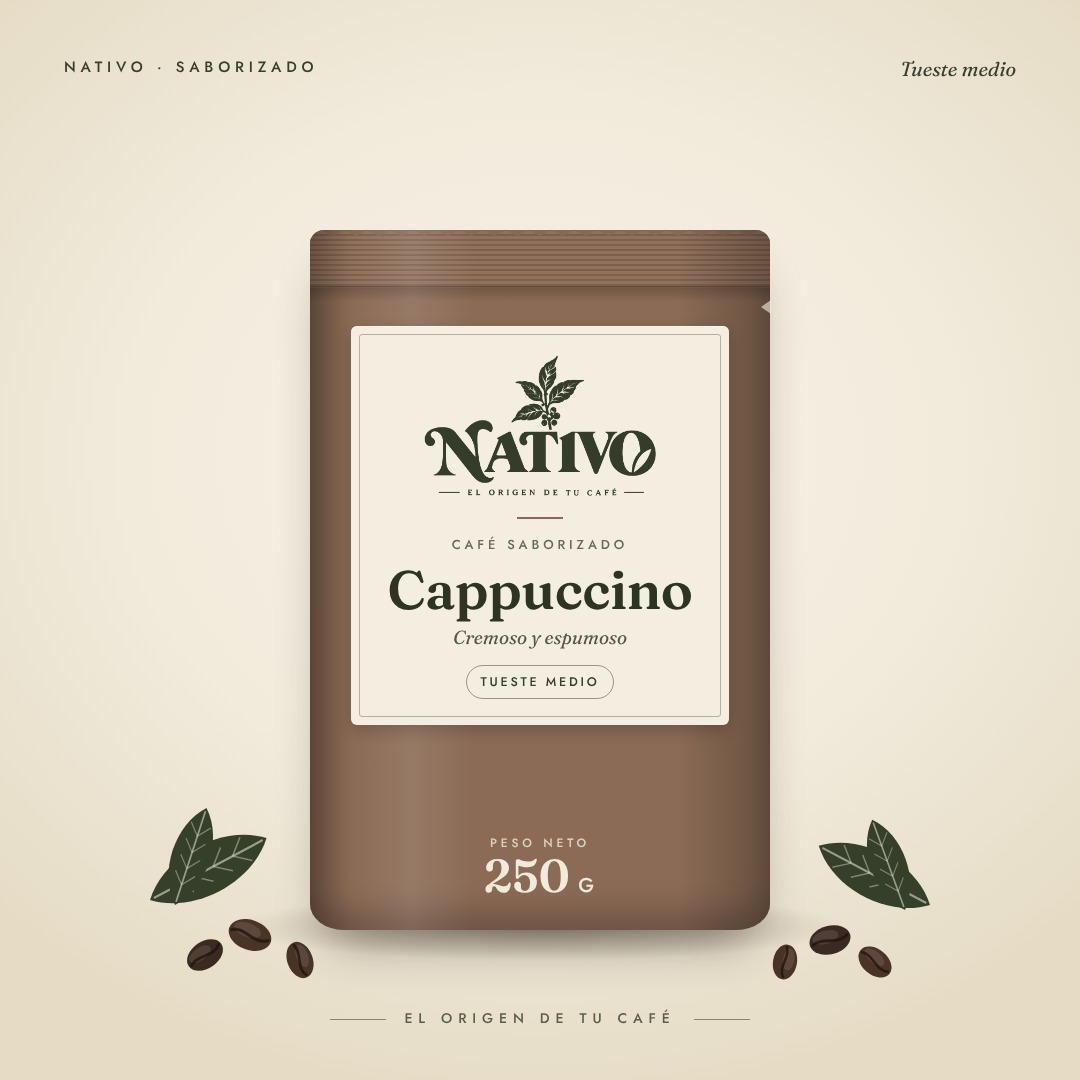 NATIVO · SABORIZADO
Tueste medio
NATIVO
EL ORIGEN DE TU CAFÉ
CAFÉ SABORIZADO
Cappuccino
Cremoso y espumoso
TUESTE MEDIO
PESO NETO
250 G
EL ORIGEN DE TU CAFÉ